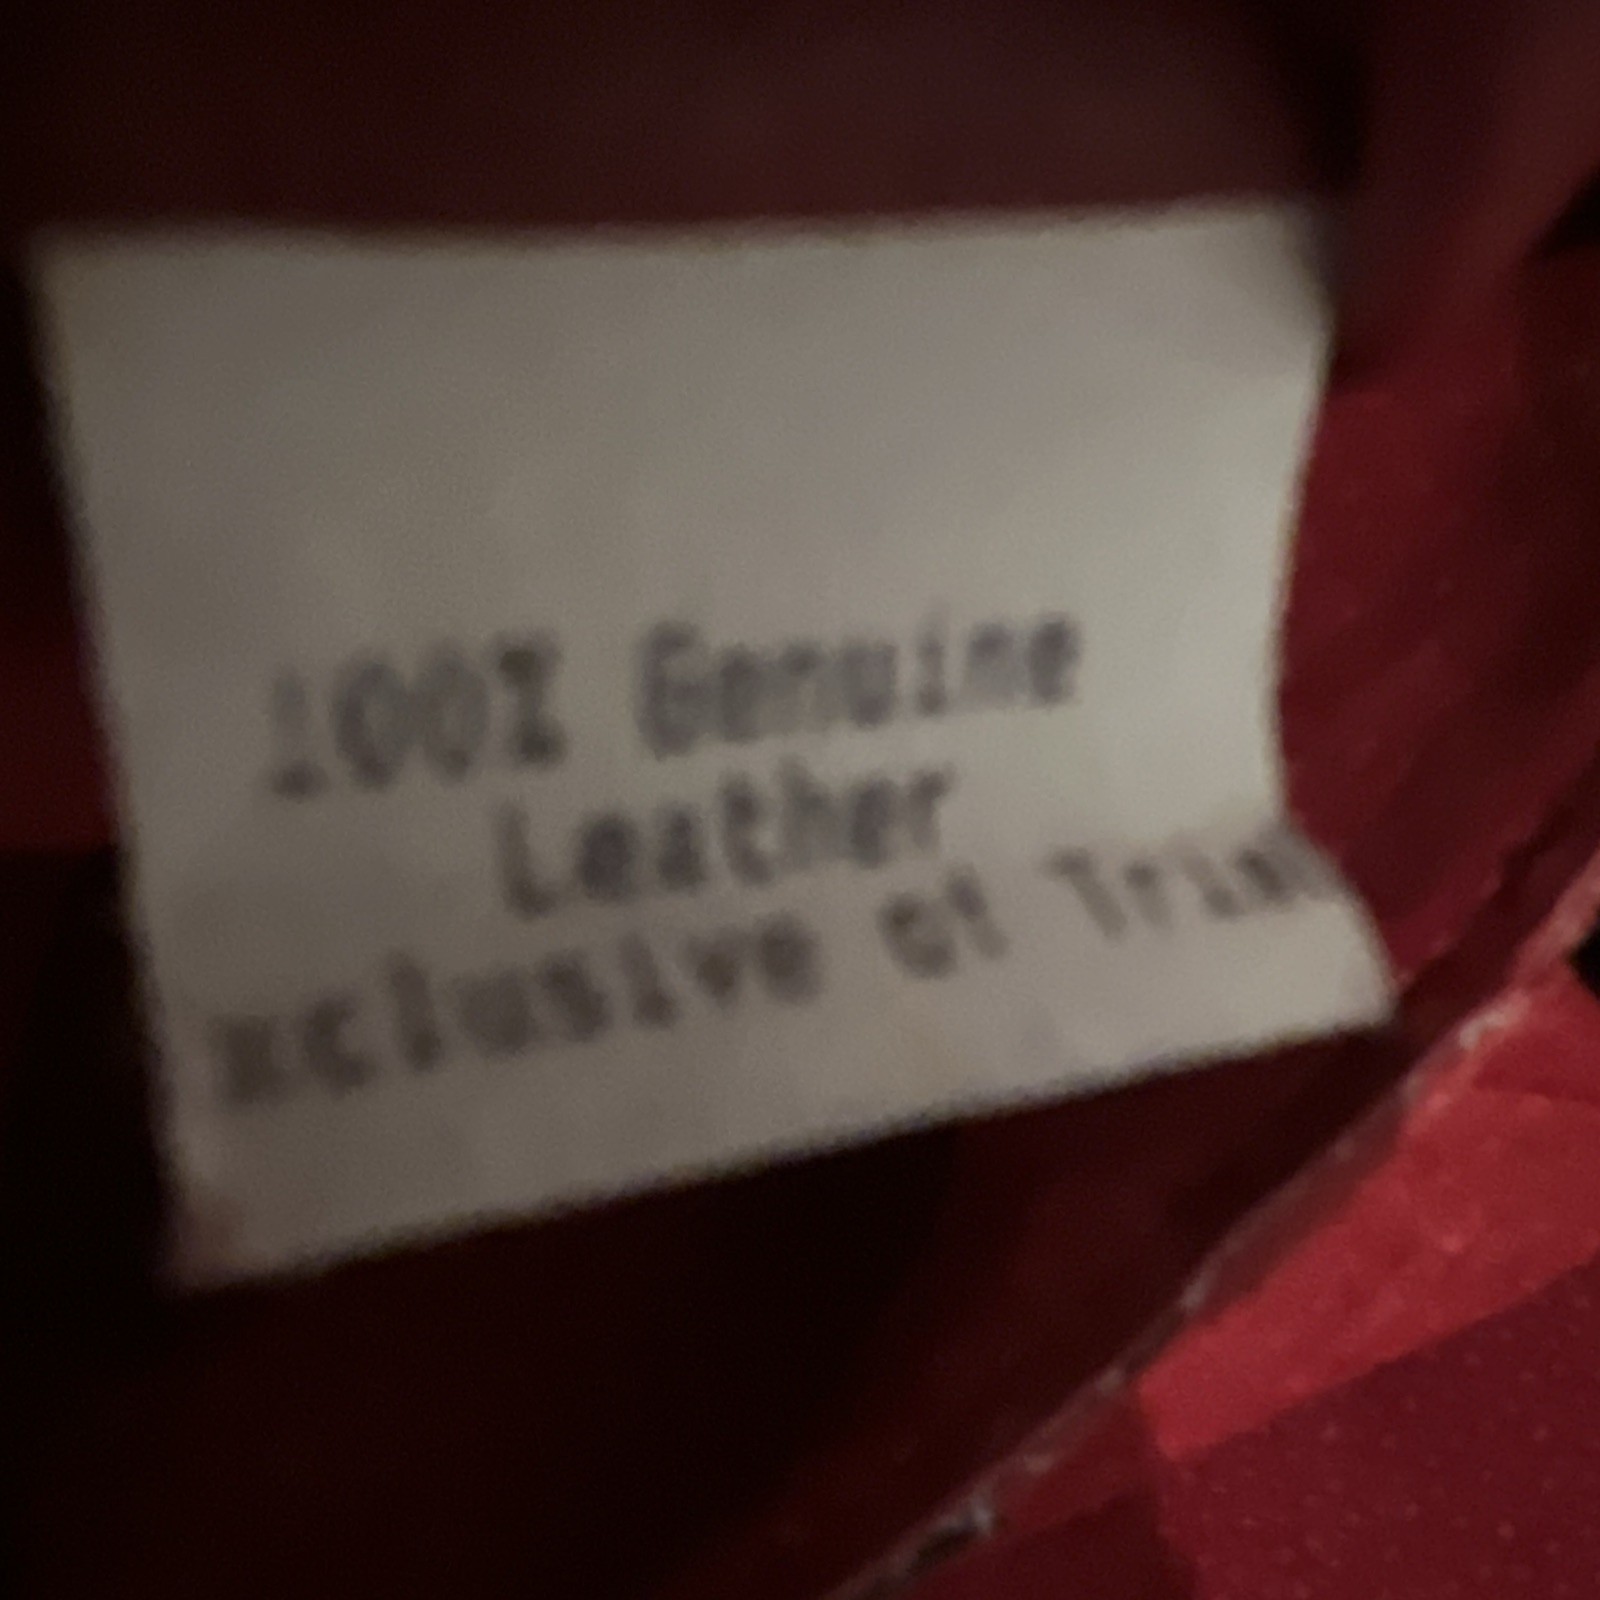 100% Genuine
Leather
xclusive of Trim